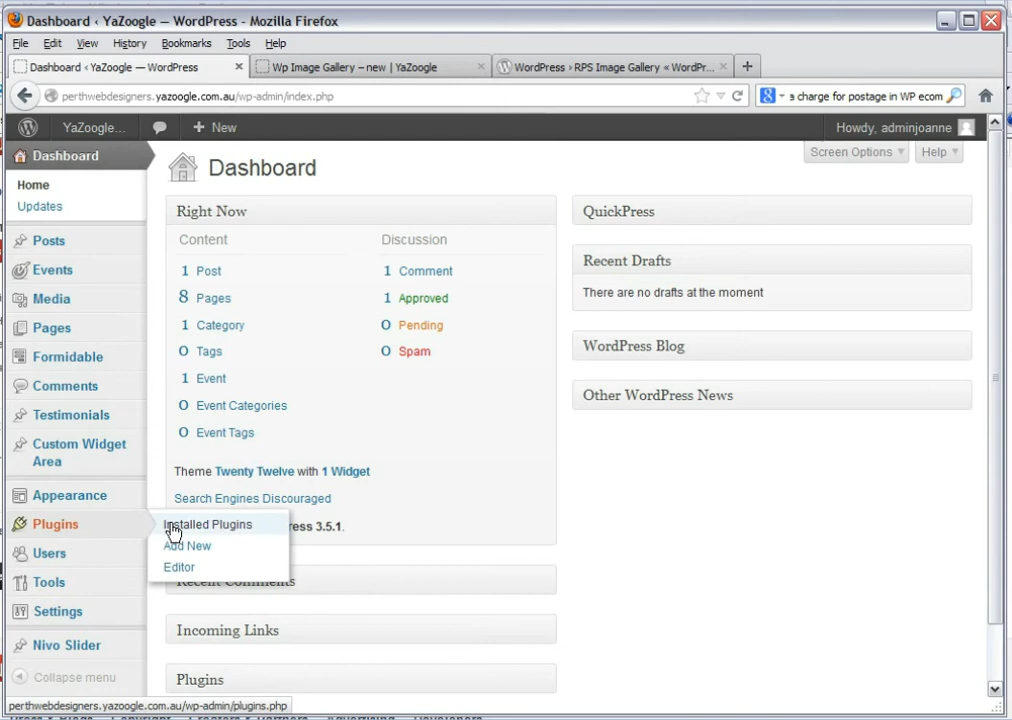 Dashboard ‹ YaZoogle — WordPress - Mozilla Firefox
File Edit View History Bookmarks Tools Help
Dashboard ‹ YaZoogle — WordPress
Wp Image Gallery – new | YaZoogle
WordPress › RPS Image Gallery « WordPr...
perthwebdesigners.yazoogle.com.au/wp-admin/index.php
a charge for postage in WP ecom
YaZoogle...
New
Howdy, adminjoanne
Dashboard
Home
Updates
Posts
Events
Media
Pages
Formidable
Comments
Testimonials
Custom Widget
Area
Appearance
Plugins
Users
Tools
Settings
Nivo Slider
Collapse menu
Installed Plugins
Add New
Editor
Screen Options
Help
Dashboard
Right Now
Content
Discussion
1 Post
1 Comment
8 Pages
1 Approved
1 Category
0 Pending
0 Tags
0 Spam
1 Event
0 Event Categories
0 Event Tags
Theme Twenty Twelve with 1 Widget
Search Engines Discouraged
ress 3.5.1.
Recent Comments
Incoming Links
Plugins
QuickPress
Recent Drafts
There are no drafts at the moment
WordPress Blog
Other WordPress News
perthwebdesigners.yazoogle.com.au/wp-admin/plugins.php